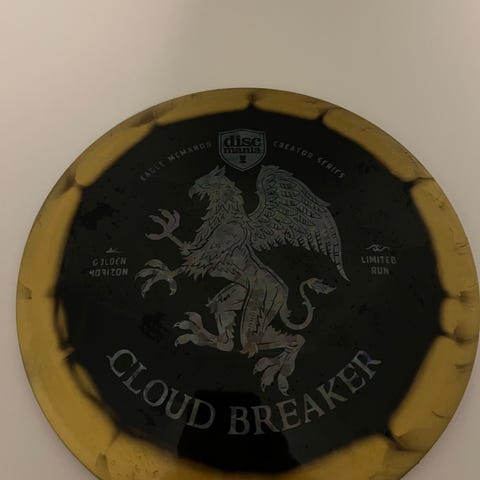 disc
mania
EAGLE MCMAHON CREATOR SERIES
GOLDEN
HORIZON
LIMITED
RUN
CLOUD BREAKER